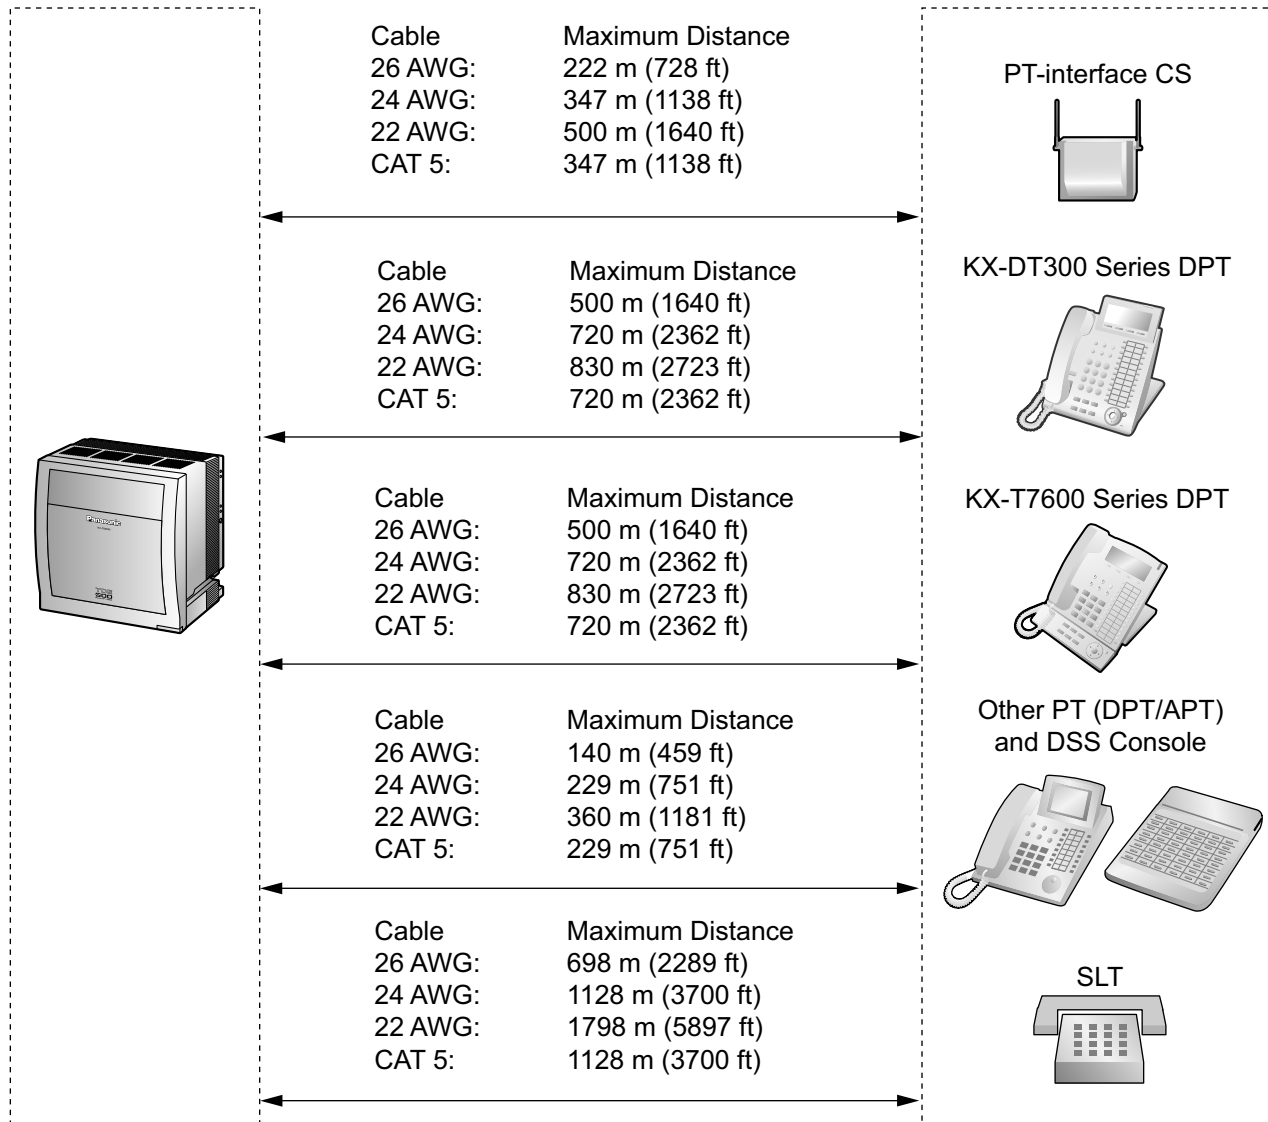 Cable Maximum Distance
26 AWG: 222 m (728 ft)
24 AWG: 347 m (1138 ft)
22 AWG: 500 m (1640 ft)
CAT 5: 347 m (1138 ft)
PT-interface CS
Cable Maximum Distance
26 AWG: 500 m (1640 ft)
24 AWG: 720 m (2362 ft)
22 AWG: 830 m (2723 ft)
CAT 5: 720 m (2362 ft)
KX-DT300 Series DPT
Panasonic
TDE
600
Cable Maximum Distance
26 AWG: 500 m (1640 ft)
24 AWG: 720 m (2362 ft)
22 AWG: 830 m (2723 ft)
CAT 5: 720 m (2362 ft)
KX-T7600 Series DPT
Cable Maximum Distance
26 AWG: 140 m (459 ft)
24 AWG: 229 m (751 ft)
22 AWG: 360 m (1181 ft)
CAT 5: 229 m (751 ft)
Other PT (DPT/APT)
and DSS Console
Cable Maximum Distance
26 AWG: 698 m (2289 ft)
24 AWG: 1128 m (3700 ft)
22 AWG: 1798 m (5897 ft)
CAT 5: 1128 m (3700 ft)
SLT